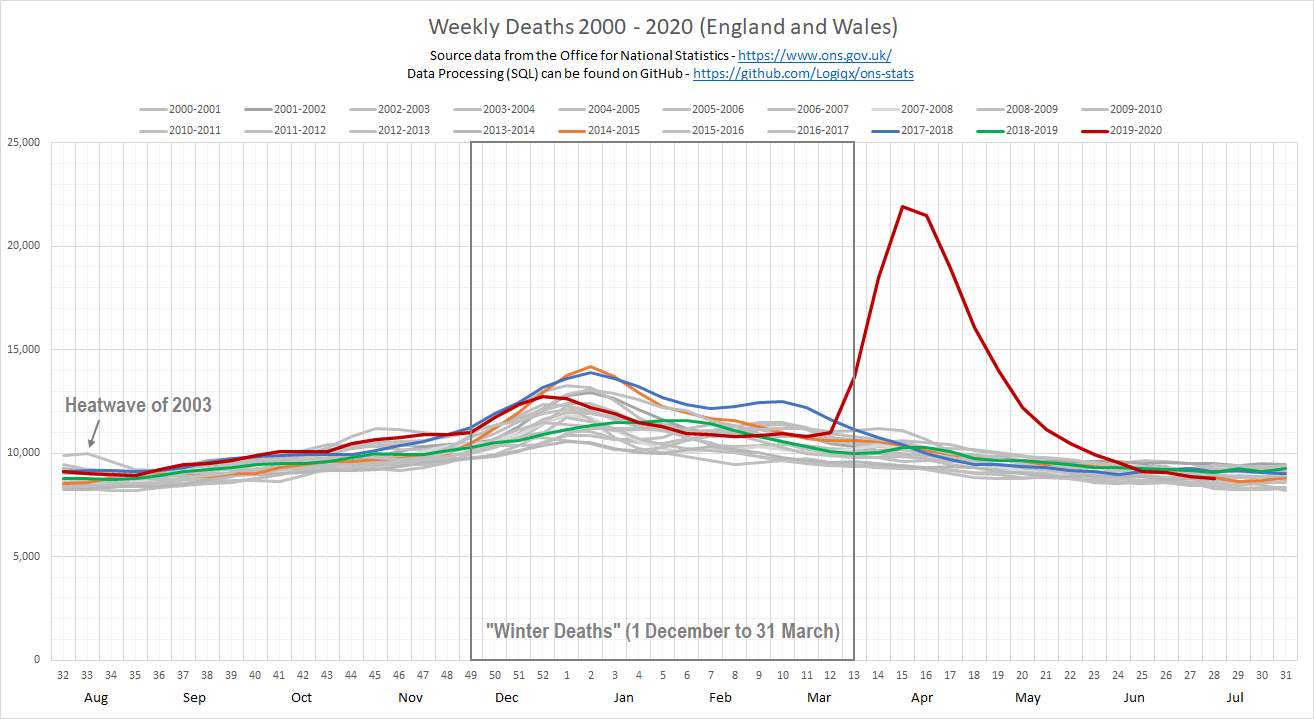 Weekly Deaths 2000 - 2020 (England and Wales)
Source data from the Office for National Statistics - https://www.ons.gov.uk/
Data Processing (SQL) can be found on GitHub - https://github.com/Logiqx/ons-stats
2000-2001 2001-2002 2002-2003 2003-2004 2004-2005 2005-2006 2006-2007 2007-2008 2008-2009 2009-2010
2010-2011 2011-2012 2012-2013 2013-2014 2014-2015 2015-2016 2016-2017 2017-2018 2018-2019 2019-2020
25,000
20,000
15,000
Heatwave of 2003
10,000
5,000
"Winter Deaths" (1 December to 31 March)
0
32 33 34 35 36 37 38 39 40 41 42 43 44 45 46 47 48 49 50 51 52 1 2 3 4 5 6 7 8 9 10 11 12 13 14 15 16 17 18 19 20 21 22 23 24 25 26 27 28 29 30 31
Aug Sep Oct Nov Dec Jan Feb Mar Apr May Jun Jul